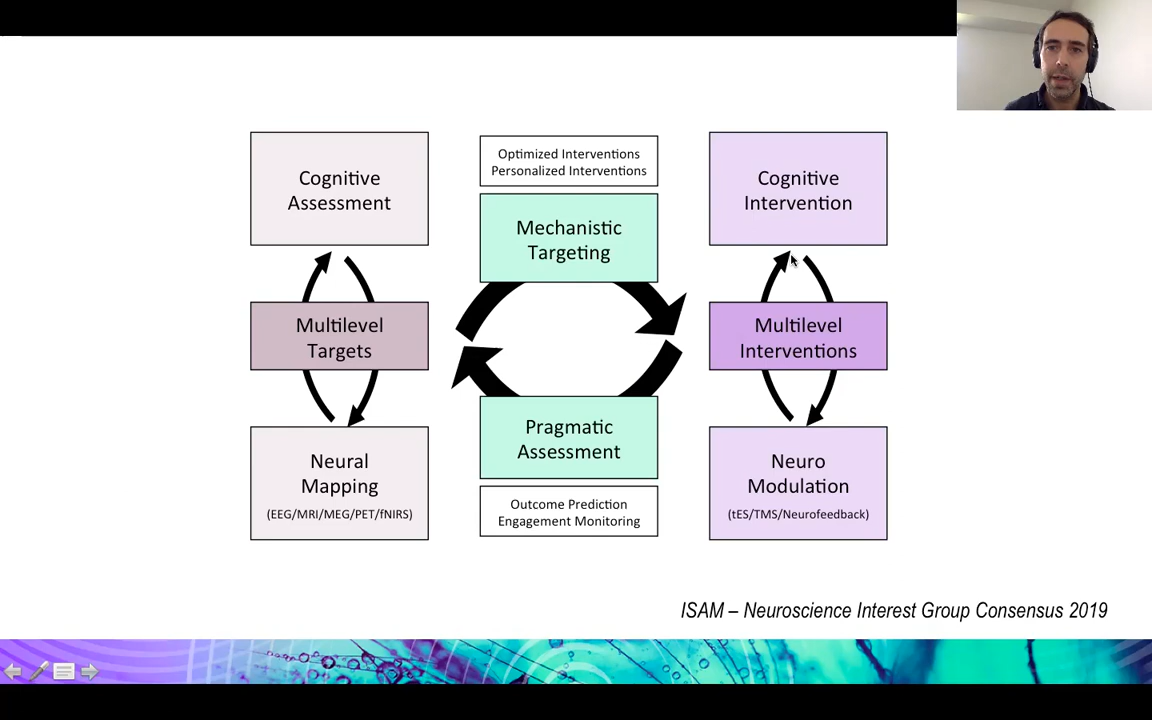 Cognitive
Assessment
Multilevel
Targets
Neural
Mapping
(EEG/MRI/MEG/PET/fNIRS)
Optimized Interventions
Personalized Interventions
Mechanistic
Targeting
Pragmatic
Assessment
Outcome Prediction
Engagement Monitoring
Cognitive
Intervention
Multilevel
Interventions
Neuro
Modulation
(tES/TMS/Neurofeedback)
ISAM – Neuroscience Interest Group Consensus 2019